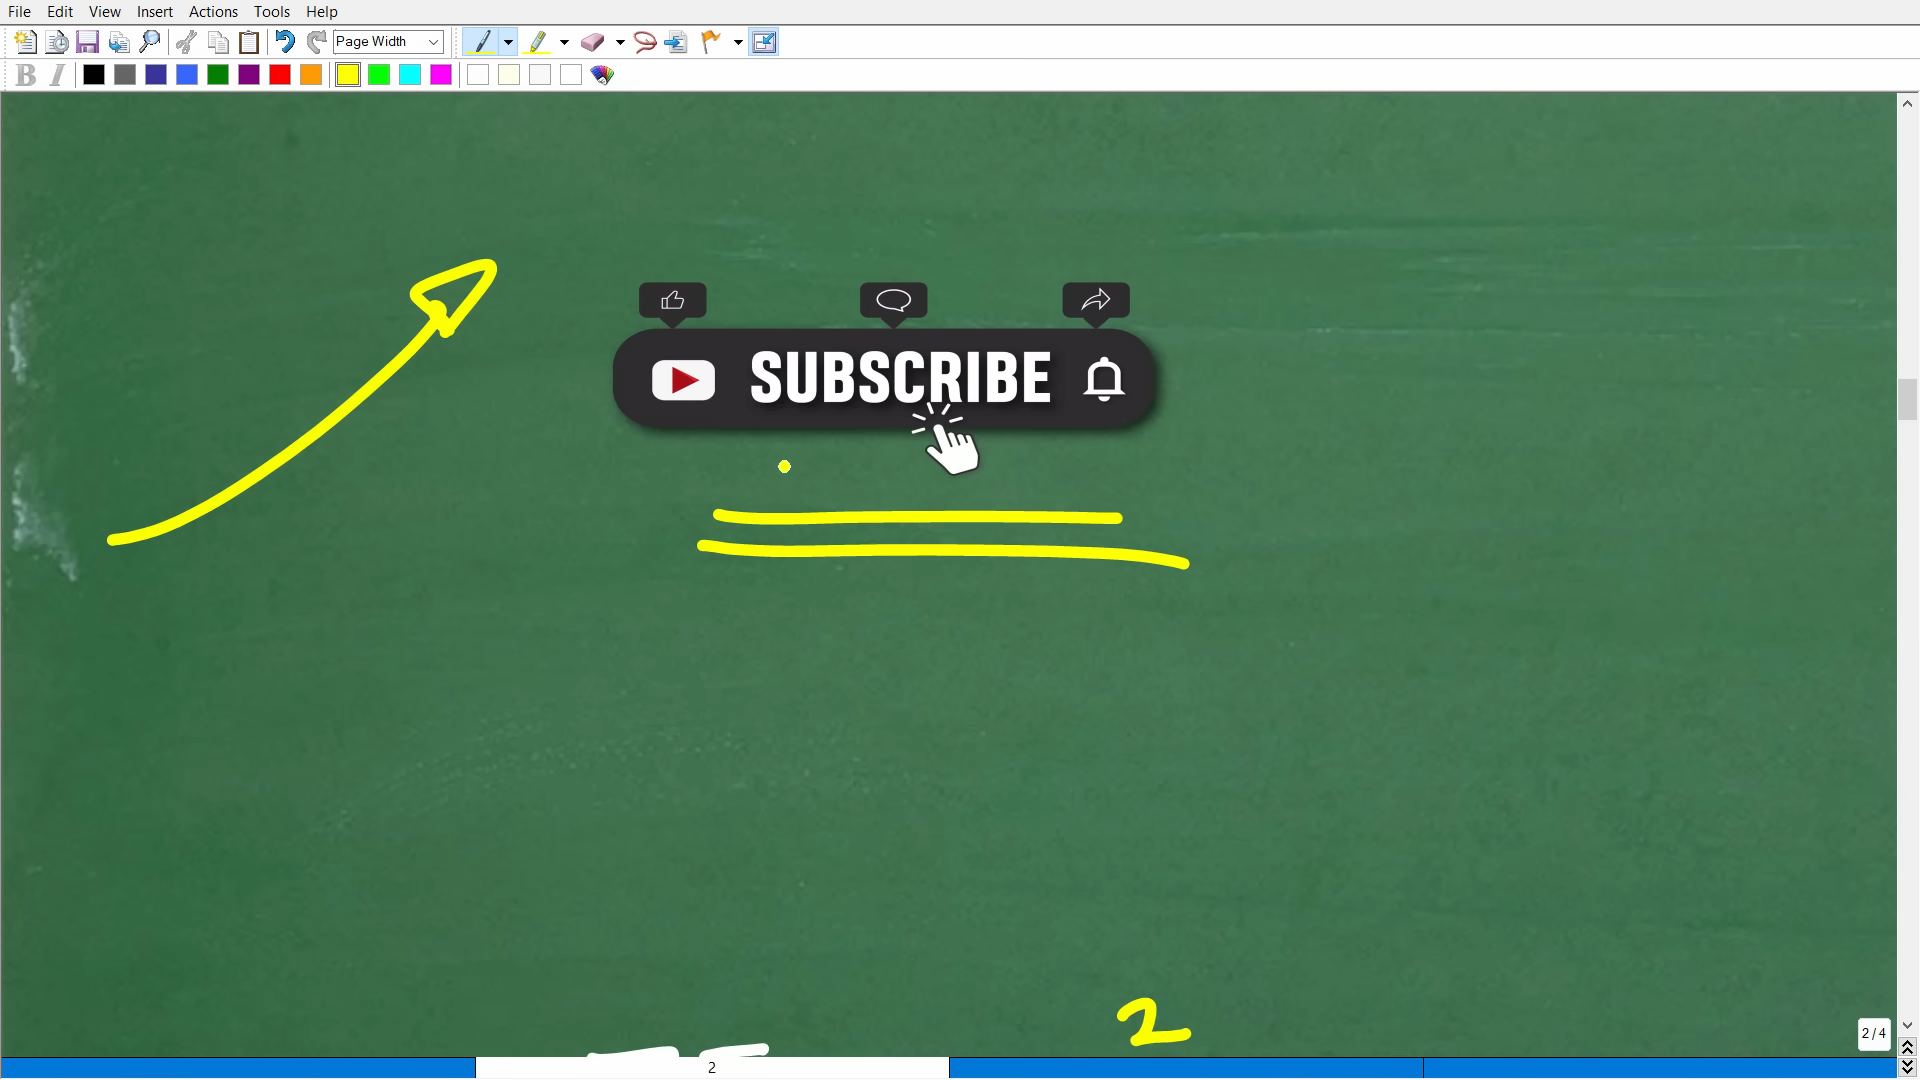 File Edit View Insert Actions Tools Help
Page Width
B I
SUBSCRIBE
2
2 / 4
2